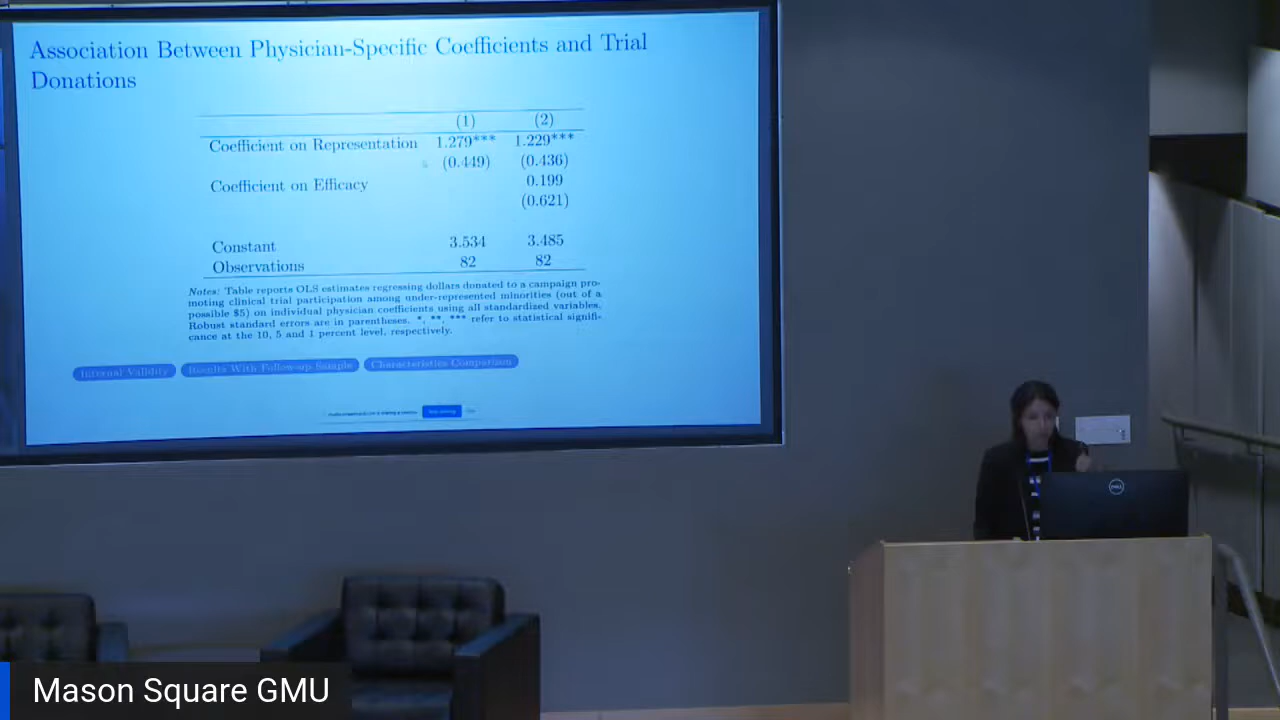 Association Between Physician-Specific Coefficients and Trial
Donations
(1) (2)
Coefficient on Representation 1.279*** 1.229***
(0.449) (0.436)
Coefficient on Efficacy 0.199
(0.621)
Constant 3.534 3.485
Observations 82 82
Notes: Table reports OLS estimates regressing dollars donated to a campaign pro-
moting clinical trial participation among under-represented minorities (out of a
possible $5) on individual physician coefficients using all standardized variables.
Robust standard errors are in parentheses. *, **, *** refer to statistical signifi-
cance at the 10, 5 and 1 percent level, respectively.
Internal Validity Results With Follow-up Sample Characteristics Comparison
DELL
Mason Square GMU